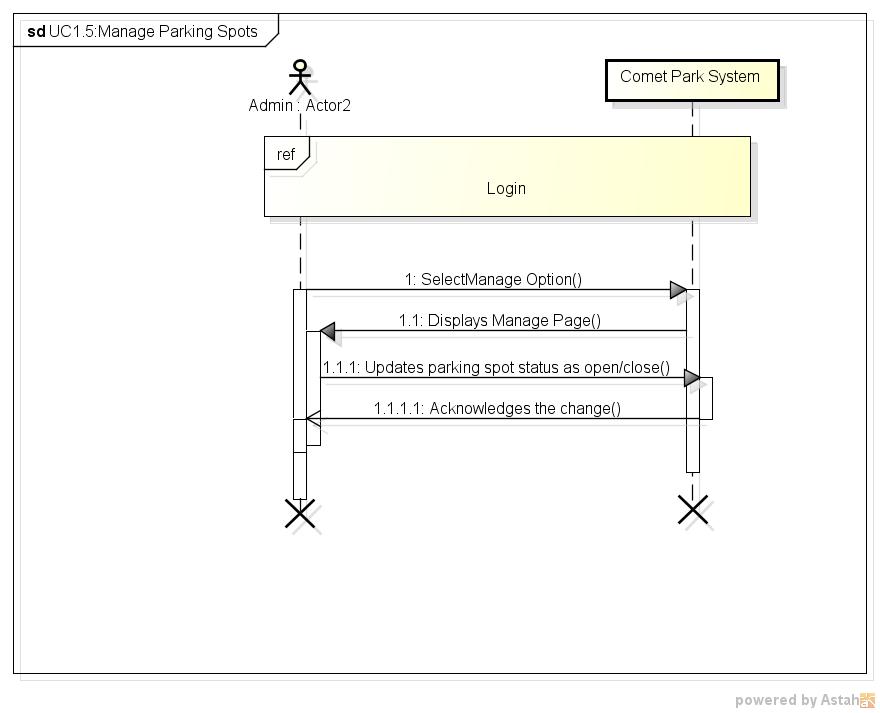 sd UC1.5:Manage Parking Spots
Comet Park System
Admin : Actor2
ref
Login
1: SelectManage Option()
1.1: Displays Manage Page()
1.1.1: Updates parking spot status as open/close()
1.1.1.1: Acknowledges the change()
powered by Astah